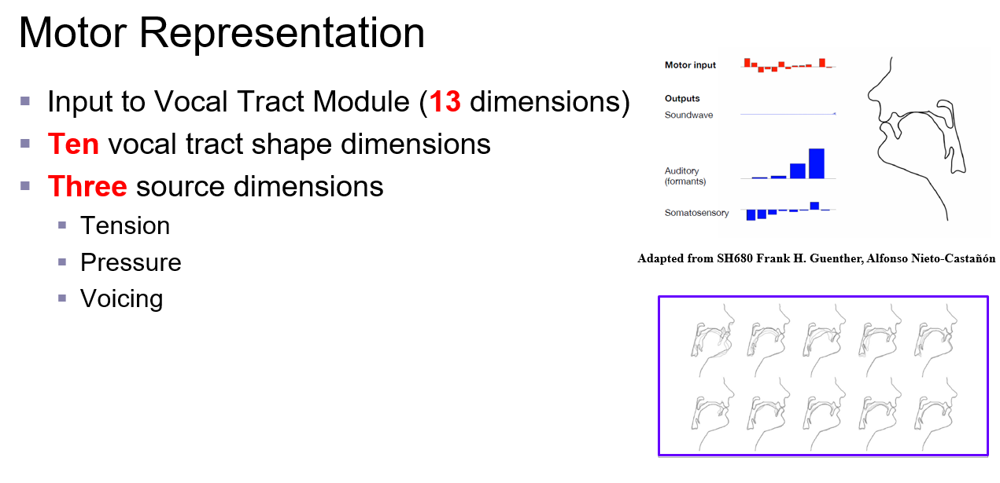 Motor Representation
Input to Vocal Tract Module (13 dimensions)
Ten vocal tract shape dimensions
Three source dimensions
Tension
Pressure
Voicing
Motor input
Outputs
Soundwave
Auditory
(formants)
Somatosensory
Adapted from SH680 Frank H. Guenther, Alfonso Nieto-Castañón